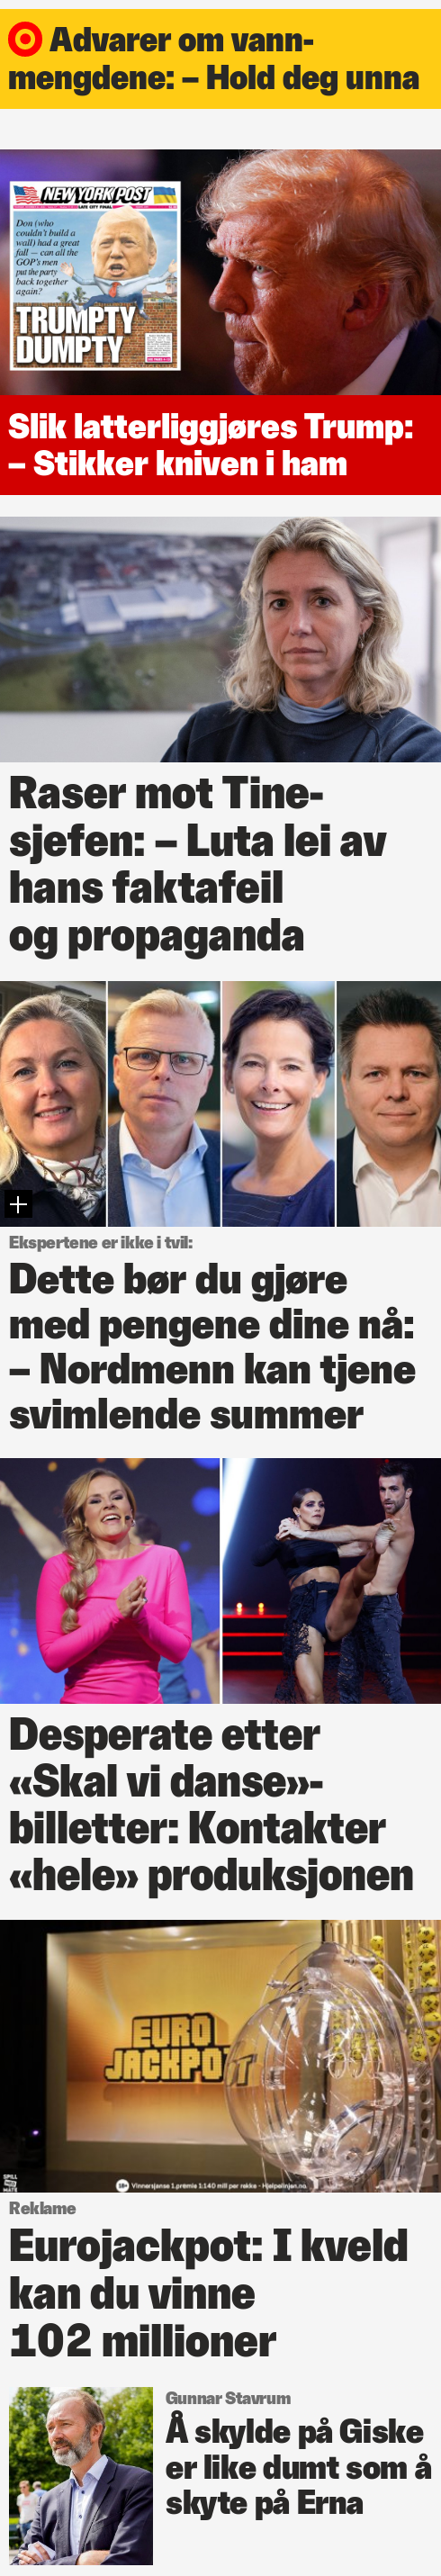 Advarer om vann-
mengdene: – Hold deg unna
NEW YORK POST
LATE CITY FINAL
Don (who
couldn't build a
wall) had a great
fall — can all the
GOP's men
put the party
back together
again?
TRUMPTY
DUMPTY
Slik latterliggjøres Trump:
– Stikker kniven i ham
Raser mot Tine-
sjefen: – Luta lei av
hans faktafeil
og propaganda
Ekspertene er ikke i tvil:
Dette bør du gjøre
med pengene dine nå:
– Nordmenn kan tjene
svimlende summer
Desperate etter
«Skal vi danse»-
billetter: Kontakter
«hele» produksjonen
EURO
JACKPOT
18+ Vinnersjanse 1.premie 1:140 mill per rekke - Hjelpelinjen.no
Reklame
Eurojackpot: I kveld
kan du vinne
102 millioner
Gunnar Stavrum
Å skylde på Giske
er like dumt som å
skyte på Erna